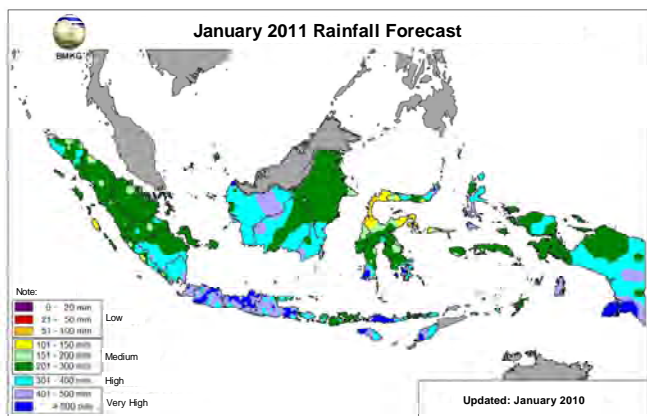 January 2011 Rainfall Forecast
BMKG
Note:
0 - 20 mm
21 - 50 mm
51 - 100 mm
Low
101 - 150 mm
151 - 200 mm
201 - 300 mm
Medium
301 - 400 mm
High
401 - 500 mm
> 500 mm
Very High
Updated: January 2010